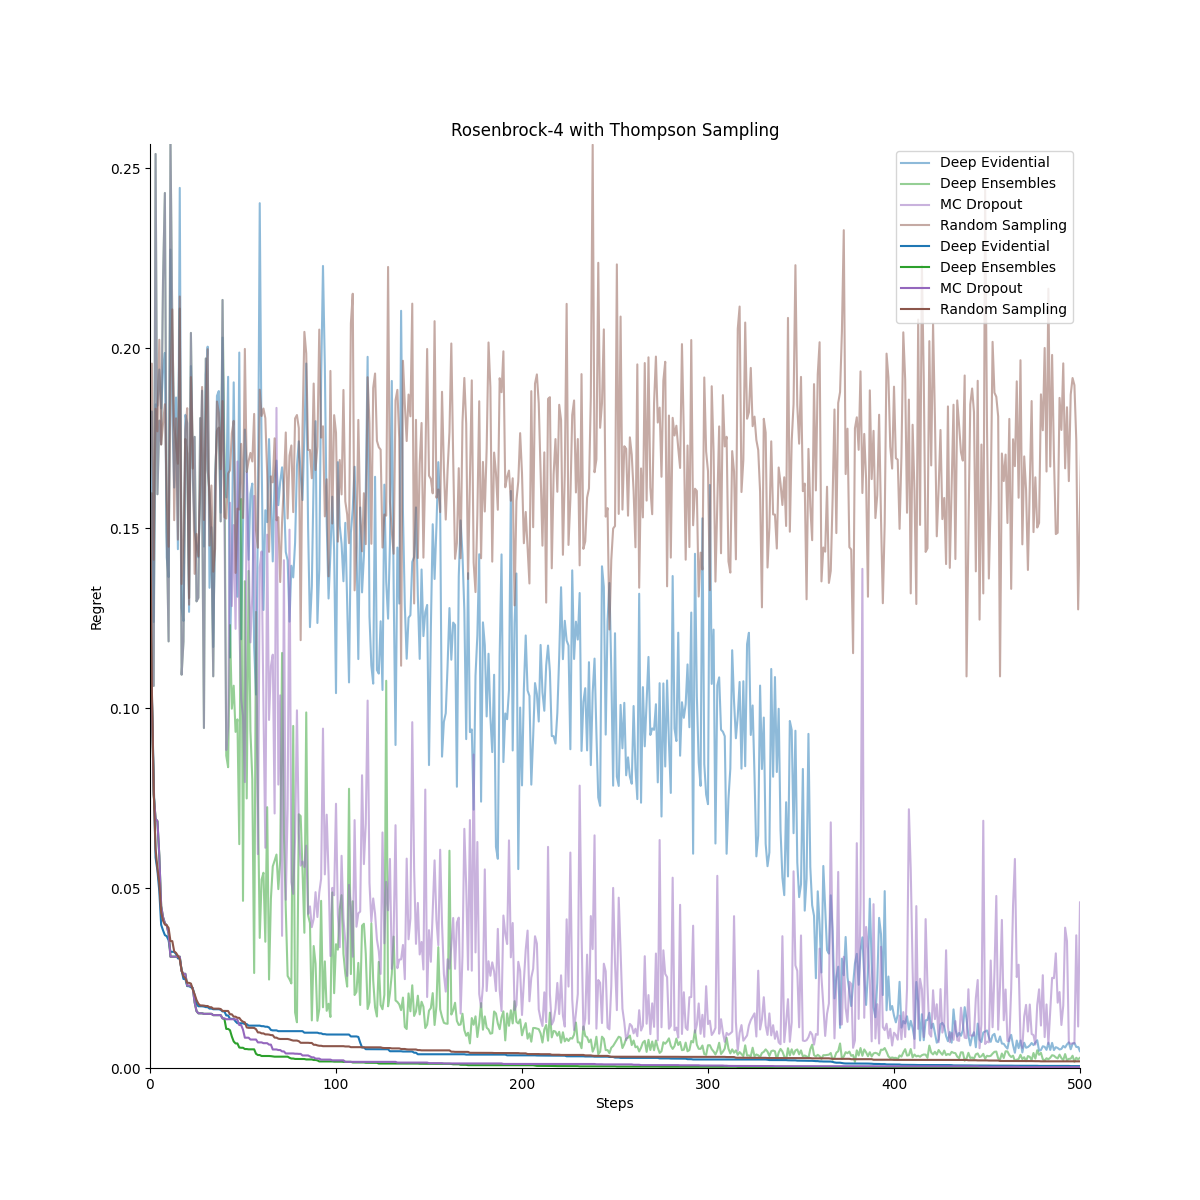 Rosenbrock-4 with Thompson Sampling
Deep Evidential
Deep Ensembles
MC Dropout
Random Sampling
Deep Evidential
Deep Ensembles
MC Dropout
Random Sampling
0.25
0.20
0.15
0.10
0.05
0.00
Regret
0 100 200 300 400 500
Steps